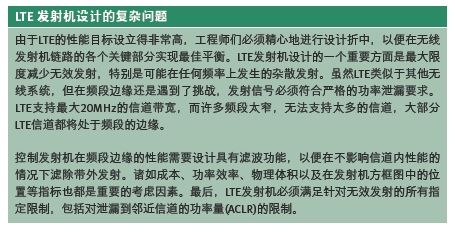 LTE 发射机设计的复杂问题
由于LTE的性能目标设立得非常高，工程师们必须精心地进行设计折中，以便在无线
发射机链路的各个关键部分实现最佳平衡。LTE发射机设计的一个重要方面是最大
限度减少无效发射，特别是可能在任何频率上发生的杂散发射。虽然LTE类似于其他无
线系统，但在频段边缘还是遇到了挑战，发射信号必须符合严格的功率泄漏要求。
LTE支持最大20MHz的信道带宽，而许多频段太窄，无法支持太多的信道，大部分
LTE信道都将处于频段的边缘。
控制发射机在频段边缘的性能需要设计具有滤波功能，以便在不影响信道内性能的
情况下滤除带外发射。诸如成本、功率效率、物理体积以及在发射机方框图中的位
置等指标也都是重要的考虑因素。最后，LTE发射机必须满足针对无效发射的所有指
定限制，包括对泄漏到邻近信道的功率量(ACLR)的限制。